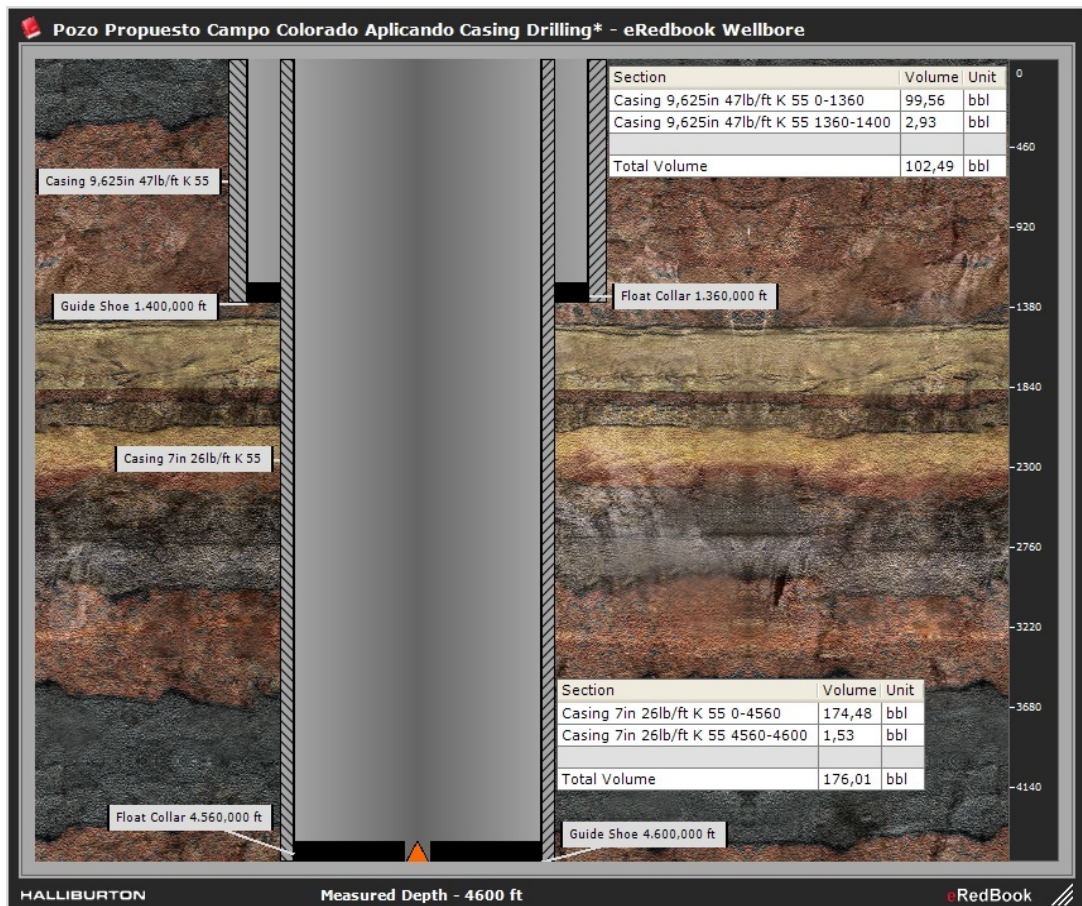 Pozo Propuesto Campo Colorado Aplicando Casing Drilling* - eRedbook Wellbore
Section Volume Unit
Casing 9,625in 47lb/ft K 55 0-1360 99,56 bbl
Casing 9,625in 47lb/ft K 55 1360-1400 2,93 bbl
Total Volume 102,49 bbl
0
460
Casing 9,625in 47lb/ft K 55
920
Guide Shoe 1.400,000 ft
Float Collar 1.360,000 ft
1380
1840
Casing 7in 26lb/ft K 55
2300
2760
3220
Section Volume Unit
Casing 7in 26lb/ft K 55 0-4560 174,48 bbl
Casing 7in 26lb/ft K 55 4560-4600 1,53 bbl
Total Volume 176,01 bbl
3680
4140
Float Collar 4.560,000 ft
Guide Shoe 4.600,000 ft
HALLIBURTON
Measured Depth - 4600 ft
eRedBook